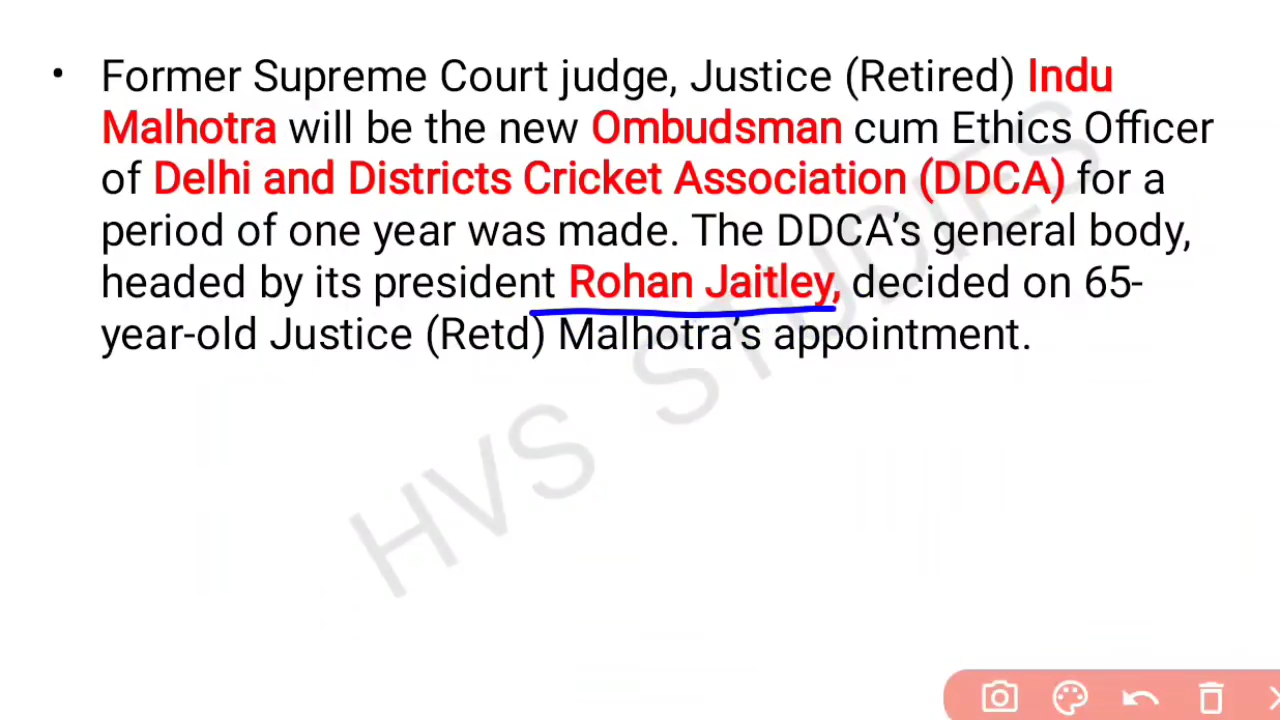 • Former Supreme Court judge, Justice (Retired) Indu
Malhotra will be the new Ombudsman cum Ethics Officer
of Delhi and Districts Cricket Association (DDCA) for a
period of one year was made. The DDCA’s general body,
headed by its president Rohan Jaitley, decided on 65-
year-old Justice (Retd) Malhotra’s appointment.
HVS STUDIES